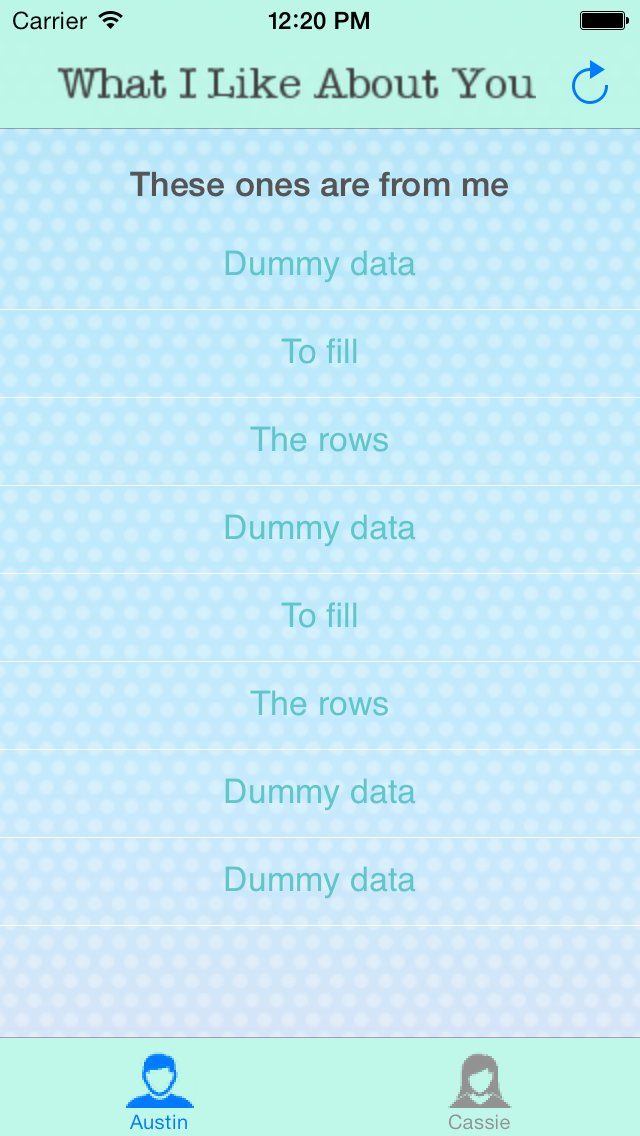 Carrier 12:20 PM
What I Like About You
These ones are from me
Dummy data
To fill
The rows
Dummy data
To fill
The rows
Dummy data
Dummy data
Austin Cassie